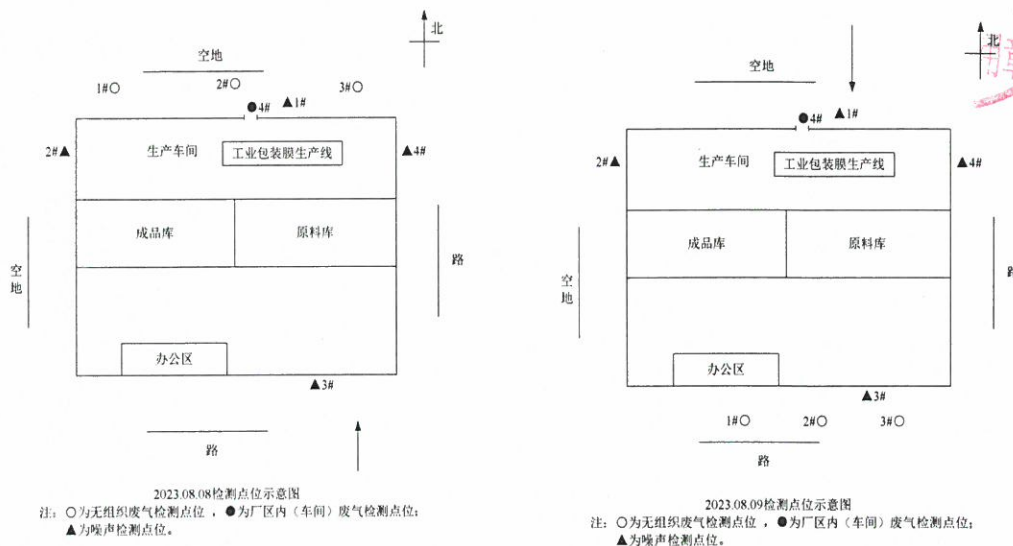 北
空地
1#○
2#○
3#○
●4#
▲1#
2#▲
生产车间
工业包装膜生产线
▲4#
成品库
原料库
空地
路
办公区
▲3#
路
2023.08.08检测点位示意图
注：○为无组织废气检测点位，●为厂区内（车间）废气检测点位；
▲为噪声检测点位。
北
空地
●4#
▲1#
2#▲
生产车间
工业包装膜生产线
▲4#
成品库
原料库
空地
路
办公区
▲3#
1#○
2#○
3#○
路
2023.08.09检测点位示意图
注：○为无组织废气检测点位，●为厂区内（车间）废气检测点位；
▲为噪声检测点位。